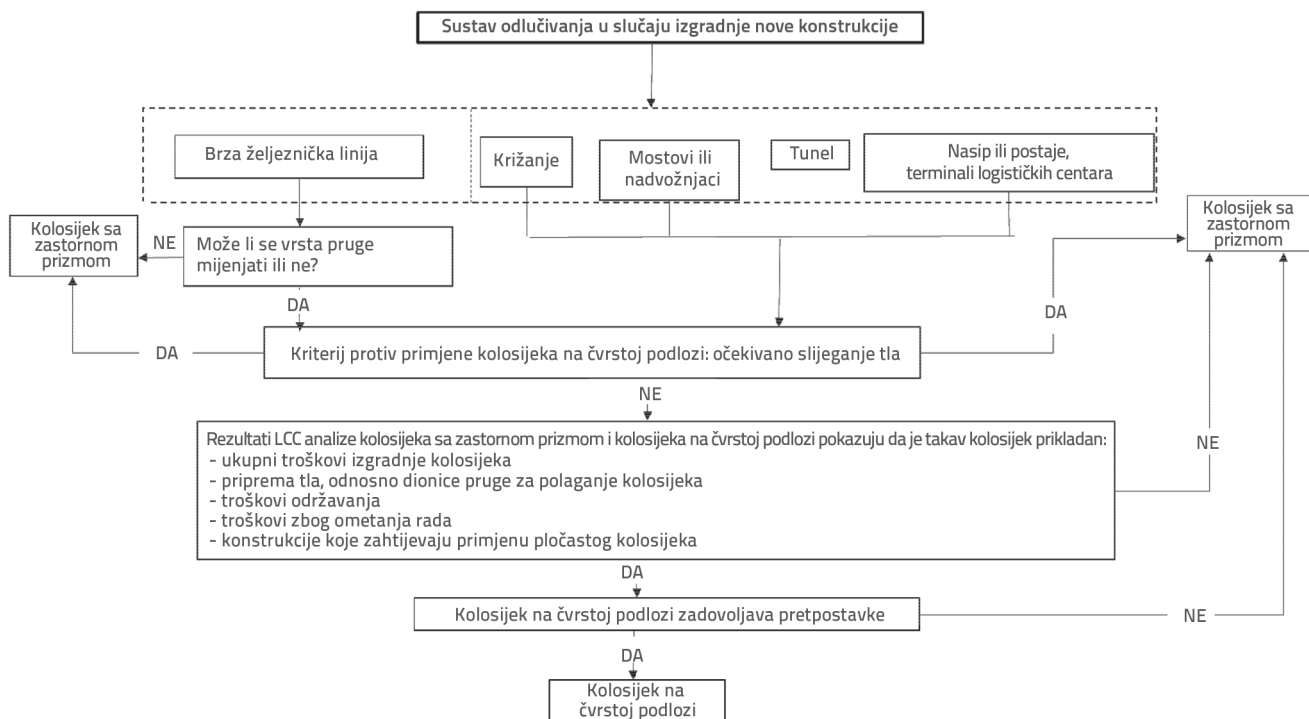 Sustav odlučivanja u slučaju izgradnje nove konstrukcije
Brza željeznička linija
Križanje
Mostovi ili
nadvožnjaci
Tunel
Nasip ili postaje,
terminali logističkih centara
Kolosijek sa
zastornom
prizmom
NE
Može li se vrsta pruge
mijenjati ili ne?
Kolosijek sa
zastornom
prizmom
DA
DA
DA
Kriterij protiv primjene kolosijeka na čvrstoj podlozi: očekivano slijeganje tla
NE
Rezultati LCC analize kolosijeka sa zastornom prizmom i kolosijeka na čvrstoj podlozi pokazuju da je takav kolosijek prikladan:
- ukupni troškovi izgradnje kolosijeka
- priprema tla, odnosno dionice pruge za polaganje kolosijeka
- troškovi održavanja
- troškovi zbog ometanja rada
- konstrukcije koje zahtijevaju primjenu pločastog kolosijeka
NE
DA
Kolosijek na čvrstoj podlozi zadovoljava pretpostavke
NE
DA
Kolosijek na
čvrstoj podlozi